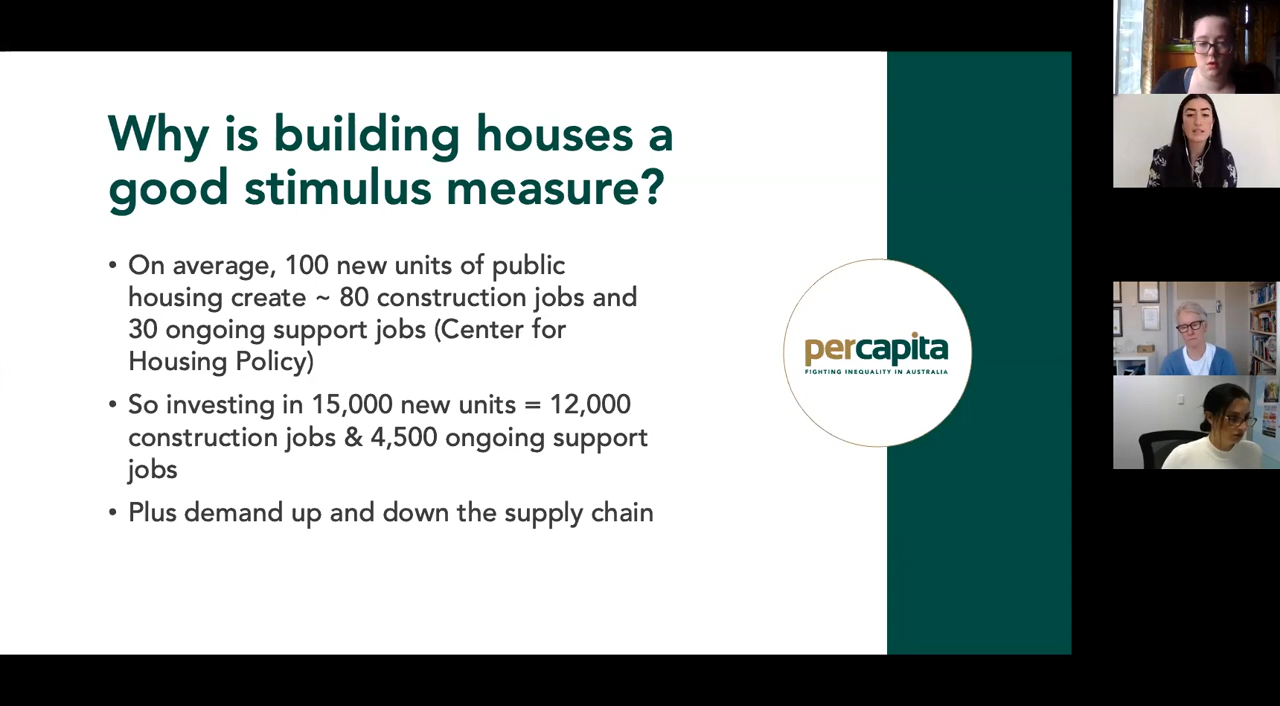 Why is building houses a
good stimulus measure?
• On average, 100 new units of public
housing create ~ 80 construction jobs and
30 ongoing support jobs (Center for
Housing Policy)
• So investing in 15,000 new units = 12,000
construction jobs & 4,500 ongoing support
jobs
• Plus demand up and down the supply chain
percapita
FIGHTING INEQUALITY IN AUSTRALIA